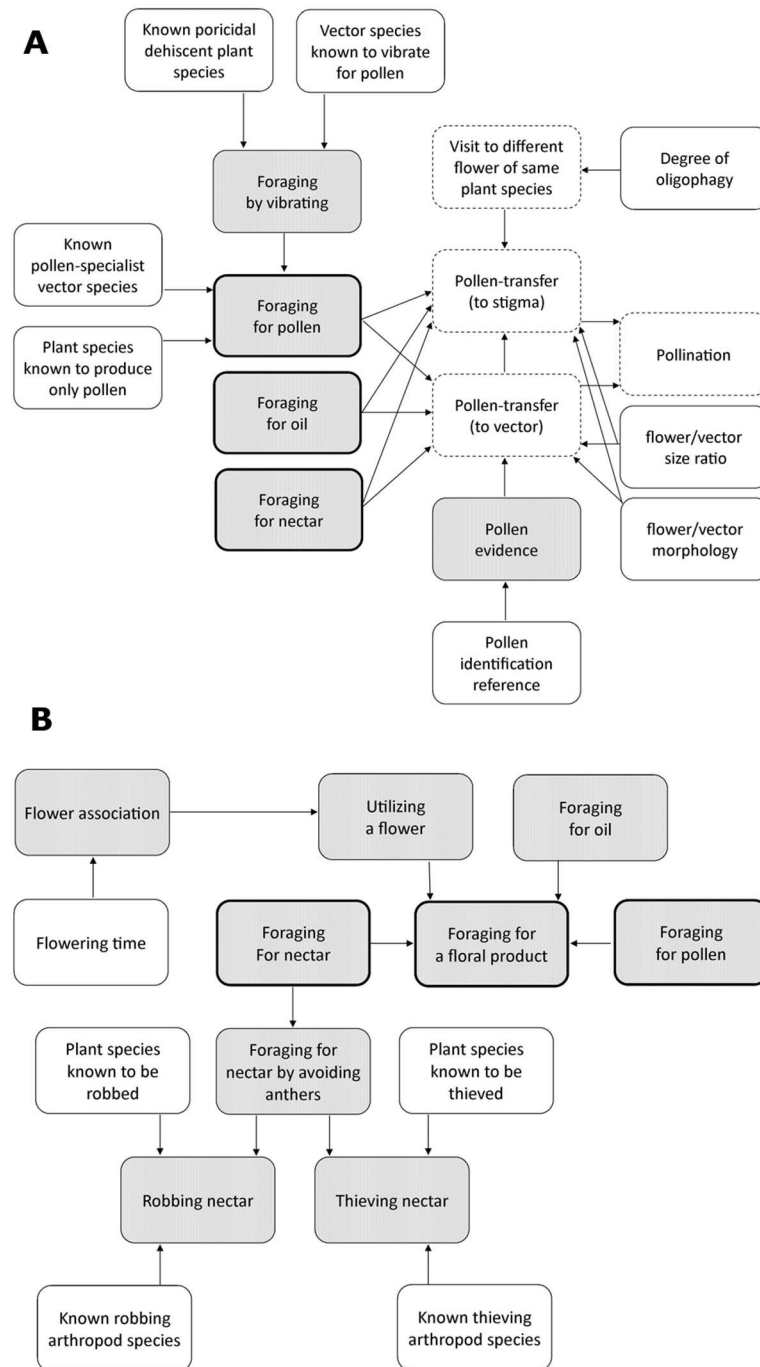 A
Known poricidal
dehiscent plant
species
Vector species
known to vibrate
for pollen
Foraging
by vibrating
Visit to different
flower of same
plant species
Degree of
oligophagy
Known
pollen-specialist
vector species
Foraging
for pollen
Pollen-transfer
(to stigma)
Plant species
known to produce
only pollen
Pollination
Foraging
for oil
Pollen-transfer
(to vector)
flower/vector
size ratio
Foraging
for nectar
Pollen
evidence
flower/vector
morphology
Pollen
identification
reference
B
Flower association
Utilizing
a flower
Foraging
for oil
Flowering time
Foraging
For nectar
Foraging for
a floral product
Foraging
for pollen
Plant species
known to be
robbed
Foraging for
nectar by avoiding
anthers
Plant species
known to be
thieved
Robbing nectar
Thieving nectar
Known robbing
arthropod species
Known thieving
arthropod species